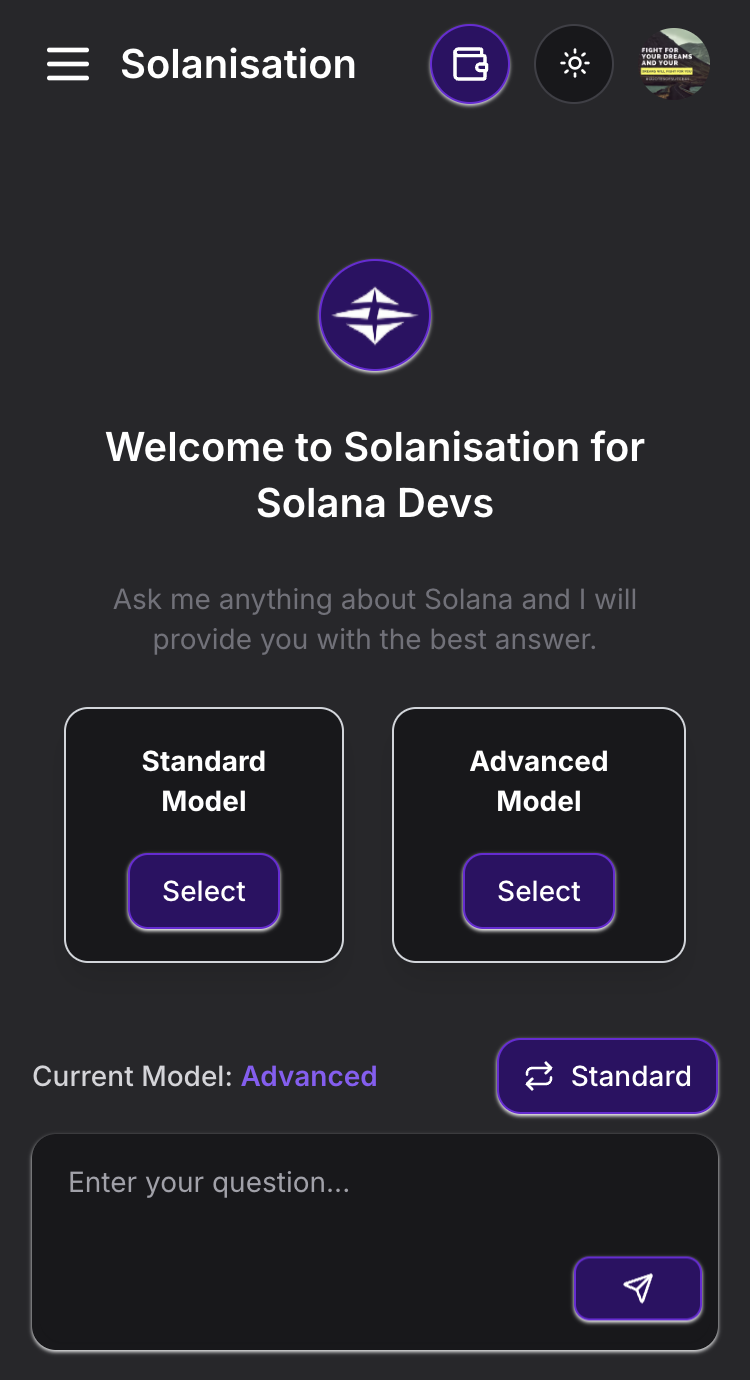 Solanisation
FIGHT FOR
YOUR DREAMS
AND YOUR
DREAMS WILL FIGHT FOR YOU
Welcome to Solanisation for
Solana Devs
Ask me anything about Solana and I will
provide you with the best answer.
Standard
Model
Select
Advanced
Model
Select
Current Model: Advanced
Standard
Enter your question...